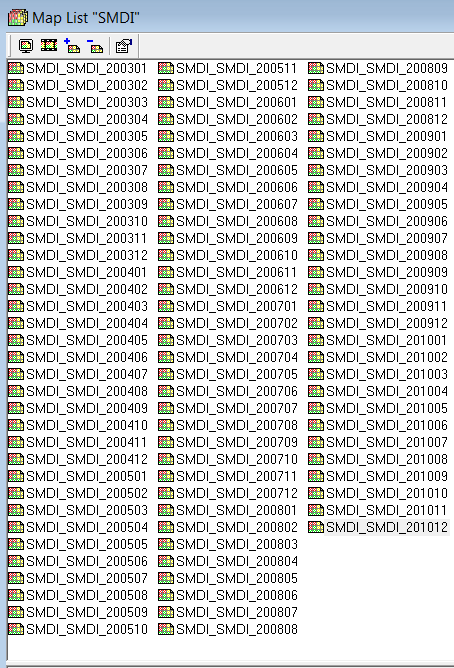 Map List "SMDI"
SMDI_SMDI_200301
SMDI_SMDI_200302
SMDI_SMDI_200303
SMDI_SMDI_200304
SMDI_SMDI_200305
SMDI_SMDI_200306
SMDI_SMDI_200307
SMDI_SMDI_200308
SMDI_SMDI_200309
SMDI_SMDI_200310
SMDI_SMDI_200311
SMDI_SMDI_200312
SMDI_SMDI_200401
SMDI_SMDI_200402
SMDI_SMDI_200403
SMDI_SMDI_200404
SMDI_SMDI_200405
SMDI_SMDI_200406
SMDI_SMDI_200407
SMDI_SMDI_200408
SMDI_SMDI_200409
SMDI_SMDI_200410
SMDI_SMDI_200411
SMDI_SMDI_200412
SMDI_SMDI_200501
SMDI_SMDI_200502
SMDI_SMDI_200503
SMDI_SMDI_200504
SMDI_SMDI_200505
SMDI_SMDI_200506
SMDI_SMDI_200507
SMDI_SMDI_200508
SMDI_SMDI_200509
SMDI_SMDI_200510
SMDI_SMDI_200511
SMDI_SMDI_200512
SMDI_SMDI_200601
SMDI_SMDI_200602
SMDI_SMDI_200603
SMDI_SMDI_200604
SMDI_SMDI_200605
SMDI_SMDI_200606
SMDI_SMDI_200607
SMDI_SMDI_200608
SMDI_SMDI_200609
SMDI_SMDI_200610
SMDI_SMDI_200611
SMDI_SMDI_200612
SMDI_SMDI_200701
SMDI_SMDI_200702
SMDI_SMDI_200703
SMDI_SMDI_200704
SMDI_SMDI_200705
SMDI_SMDI_200706
SMDI_SMDI_200707
SMDI_SMDI_200708
SMDI_SMDI_200709
SMDI_SMDI_200710
SMDI_SMDI_200711
SMDI_SMDI_200712
SMDI_SMDI_200801
SMDI_SMDI_200802
SMDI_SMDI_200803
SMDI_SMDI_200804
SMDI_SMDI_200805
SMDI_SMDI_200806
SMDI_SMDI_200807
SMDI_SMDI_200808
SMDI_SMDI_200809
SMDI_SMDI_200810
SMDI_SMDI_200811
SMDI_SMDI_200812
SMDI_SMDI_200901
SMDI_SMDI_200902
SMDI_SMDI_200903
SMDI_SMDI_200904
SMDI_SMDI_200905
SMDI_SMDI_200906
SMDI_SMDI_200907
SMDI_SMDI_200908
SMDI_SMDI_200909
SMDI_SMDI_200910
SMDI_SMDI_200911
SMDI_SMDI_200912
SMDI_SMDI_201001
SMDI_SMDI_201002
SMDI_SMDI_201003
SMDI_SMDI_201004
SMDI_SMDI_201005
SMDI_SMDI_201006
SMDI_SMDI_201007
SMDI_SMDI_201008
SMDI_SMDI_201009
SMDI_SMDI_201010
SMDI_SMDI_201011
SMDI_SMDI_201012